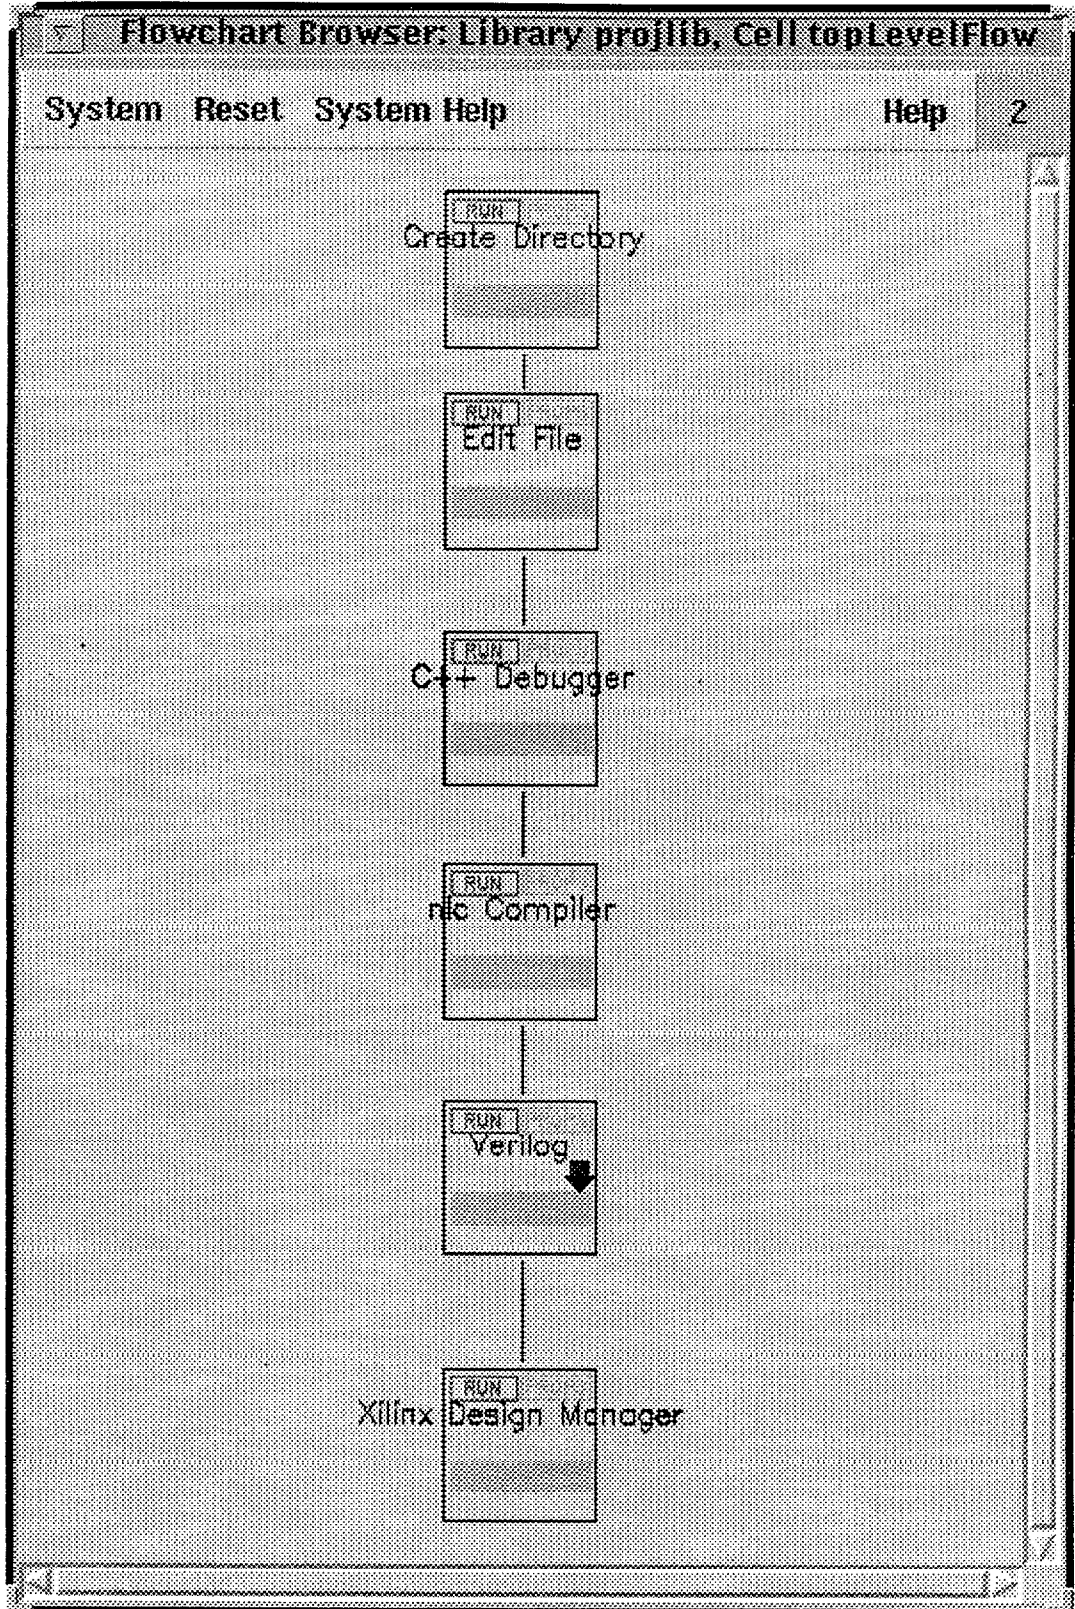 Flowchart Browser: Library projlib, Cell topLevelFlow
System Reset System Help Help 2
RUN
Create Directory
RUN
Edit File
RUN
C++ Debugger
RUN
nlc Compiler
RUN
Verilog
RUN
Xilinx Design Manager